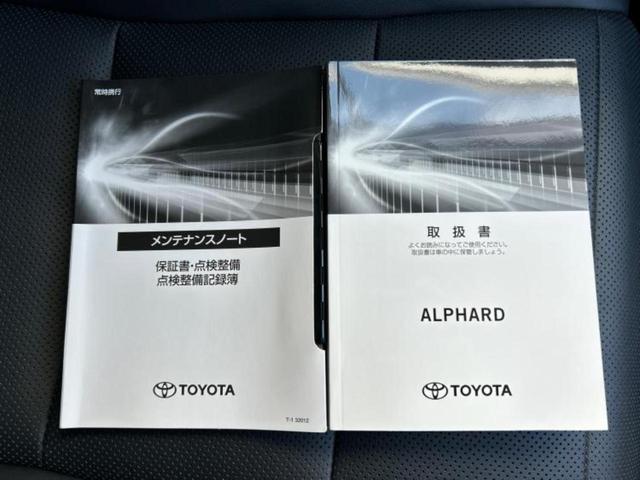 常時携行
メンテナンスノート
保証書・点検整備
点検整備記録簿
TOYOTA
T-1 32012
取扱書
よくお読みになってご使用ください。
取扱書は車の中に保管しましょう。
ALPHARD
TOYOTA